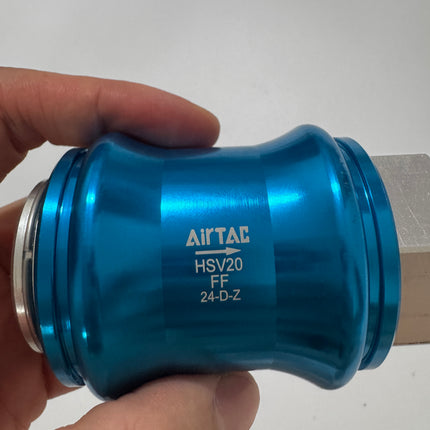 AirTAC
HSV20
FF
24-D-Z